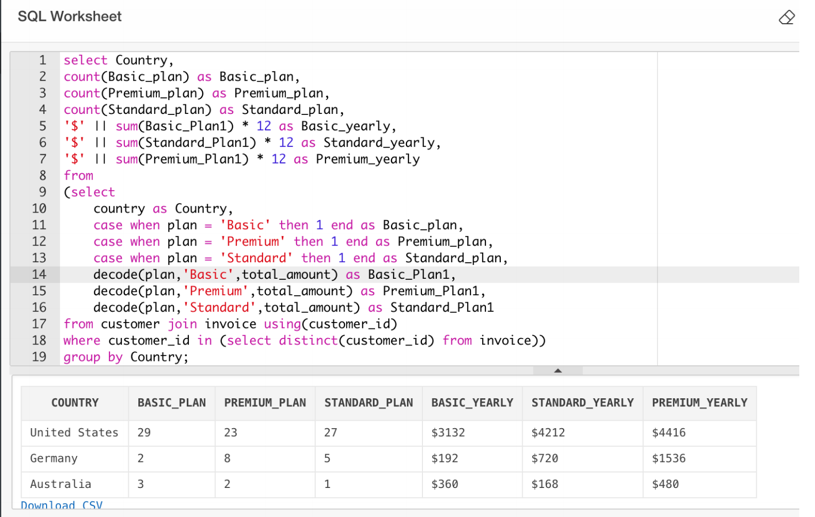 SQL Worksheet
1 select Country,
2 count(Basic_plan) as Basic_plan,
3 count(Premium_plan) as Premium_plan,
4 count(Standard_plan) as Standard_plan,
5 '$' || sum(Basic_Plan1) * 12 as Basic_yearly,
6 '$' || sum(Standard_Plan1) * 12 as Standard_yearly,
7 '$' || sum(Premium_Plan1) * 12 as Premium_yearly
8 from
9 (select
10 country as Country,
11 case when plan = 'Basic' then 1 end as Basic_plan,
12 case when plan = 'Premium' then 1 end as Premium_plan,
13 case when plan = 'Standard' then 1 end as Standard_plan,
14 decode(plan,'Basic',total_amount) as Basic_Plan1,
15 decode(plan,'Premium',total_amount) as Premium_Plan1,
16 decode(plan,'Standard',total_amount) as Standard_Plan1
17 from customer join invoice using(customer_id)
18 where customer_id in (select distinct(customer_id) from invoice))
19 group by Country;
COUNTRY BASIC_PLAN PREMIUM_PLAN STANDARD_PLAN BASIC_YEARLY STANDARD_YEARLY PREMIUM_YEARLY
United States 29 23 27 $3132 $4212 $4416
Germany 2 8 5 $192 $720 $1536
Australia 3 2 1 $360 $168 $480
Download CSV